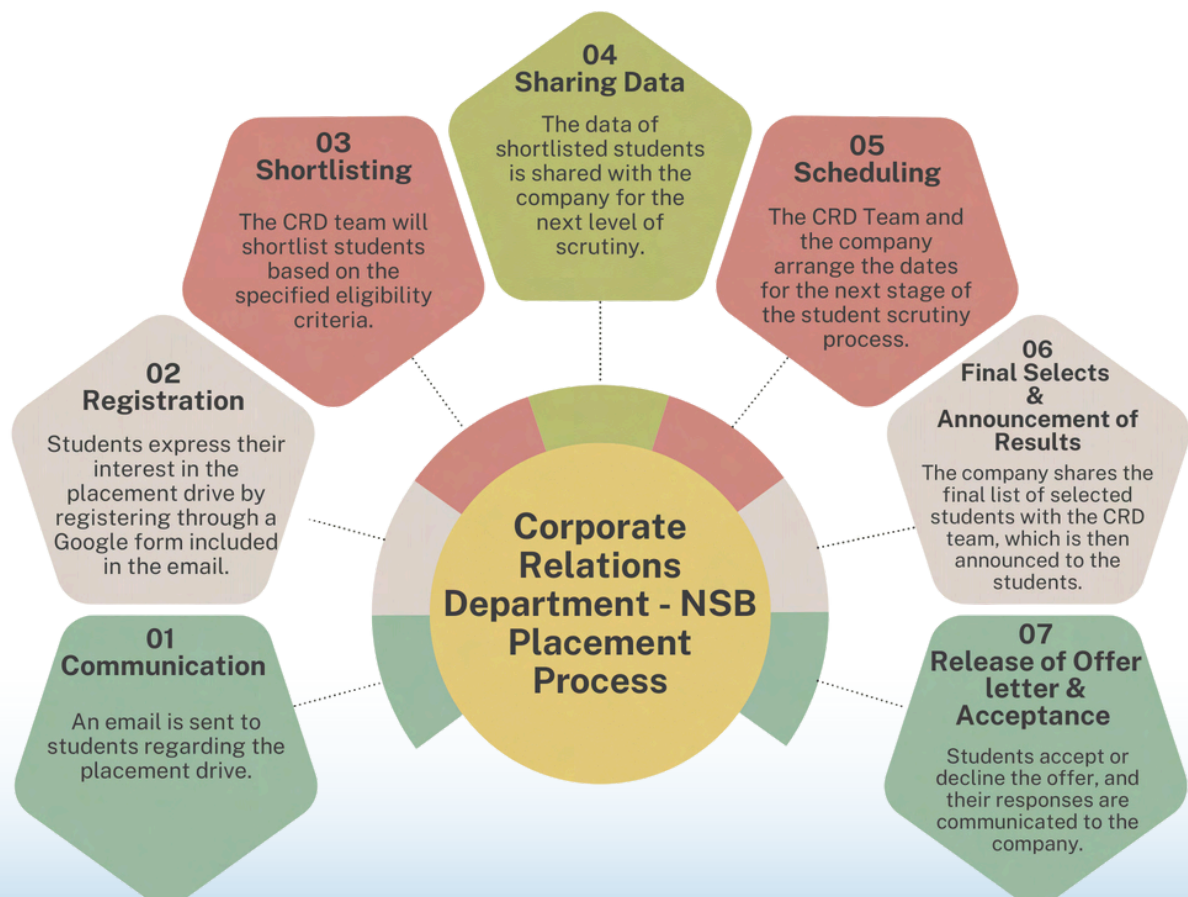 Corporate
Relations
Department - NSB
Placement
Process
01
Communication
An email is sent to
students regarding the
placement drive.
02
Registration
Students express their
interest in the
placement drive by
registering through a
Google form included
in the email.
03
Shortlisting
The CRD team will
shortlist students
based on the
specified eligibility
criteria.
04
Sharing Data
The data of
shortlisted students
is shared with the
company for the
next level of
scrutiny.
05
Scheduling
The CRD Team and
the company
arrange the dates
for the next stage of
the student scrutiny
process.
06
Final Selects
&
Announcement of
Results
The company shares the
final list of selected
students with the CRD
team, which is then
announced to the
students.
07
Release of Offer
letter &
Acceptance
Students accept or
decline the offer, and
their responses are
communicated to the
company.